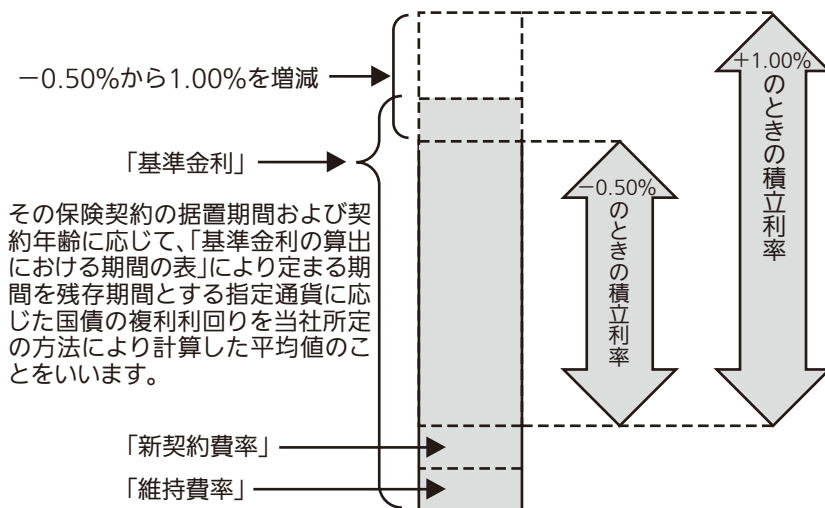 −0.50%から1.00%を増減
「基準金利」
その保険契約の据置期間および契
約年齢に応じて、「基準金利の算出
における期間の表」により定まる期
間を残存期間とする指定通貨に応
じた国債の複利利回りを当社所定
の方法により計算した平均値のこ
とをいいます。
「新契約費率」
「維持費率」
−0.50%
のときの積立利率
+1.00%
のときの積立利率